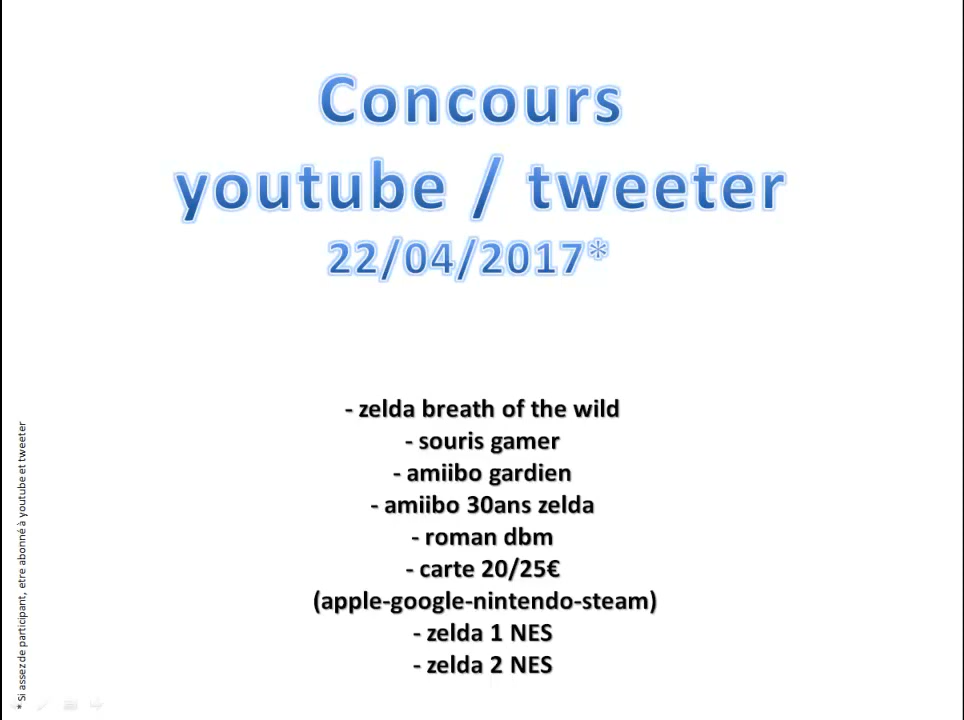 Concours
youtube / tweeter
22/04/2017*
- zelda breath of the wild
- souris gamer
- amiibo gardien
- amiibo 30ans zelda
- roman dbm
- carte 20/25€
(apple-google-nintendo-steam)
- zelda 1 NES
- zelda 2 NES
* Si assez de participant, etre abonné à youtube et tweeter